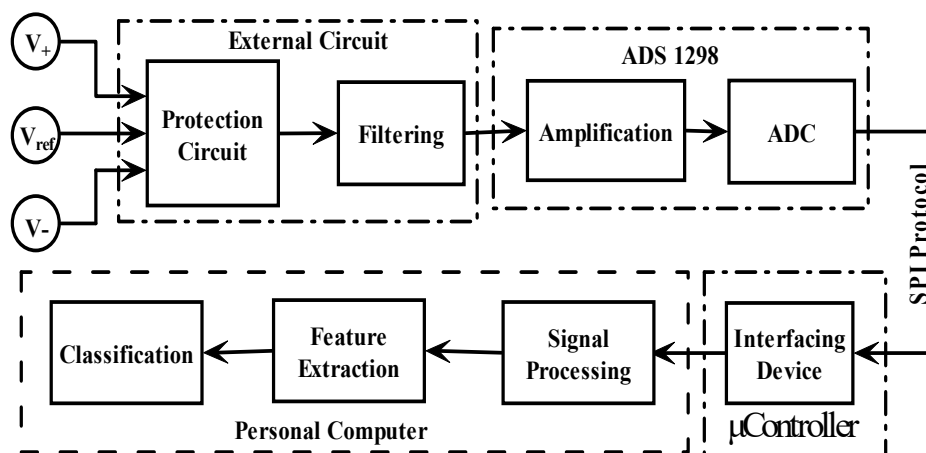 V+
External Circuit
ADS 1298
Protection
Circuit
Filtering
Amplification
ADC
Vref
V-
SPI Protocol
Classification
Feature
Extraction
Signal
Processing
Interfacing
Device
Personal Computer
µController